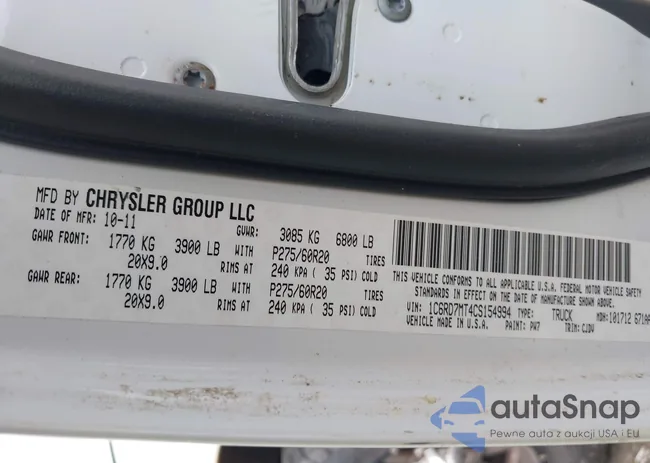 MFD BY CHRYSLER GROUP LLC
DATE OF MFR: 10-11 GVWR: 3085 KG 6800 LB
GAWR FRONT: 1770 KG 3900 LB WITH P275/60R20 TIRES
20X9.0 RIMS AT 240 KPA ( 35 PSI) COLD
GAWR REAR: 1770 KG 3900 LB WITH P275/60R20 TIRES
20X9.0 RIMS AT 240 KPA ( 35 PSI) COLD
THIS VEHICLE CONFORMS TO ALL APPLICABLE U.S.A. FEDERAL MOTOR VEHICLE SAFETY
STANDARDS IN EFFECT ON THE DATE OF MANUFACTURE SHOWN ABOVE.
VIN: 1C6RD7MT4CS154994 TYPE: TRUCK MDH: 101712
MADE IN U.S.A. PAINT: PW7 TRIM: CJDV
autaSnap
Pewne auto z aukcji USA i EU